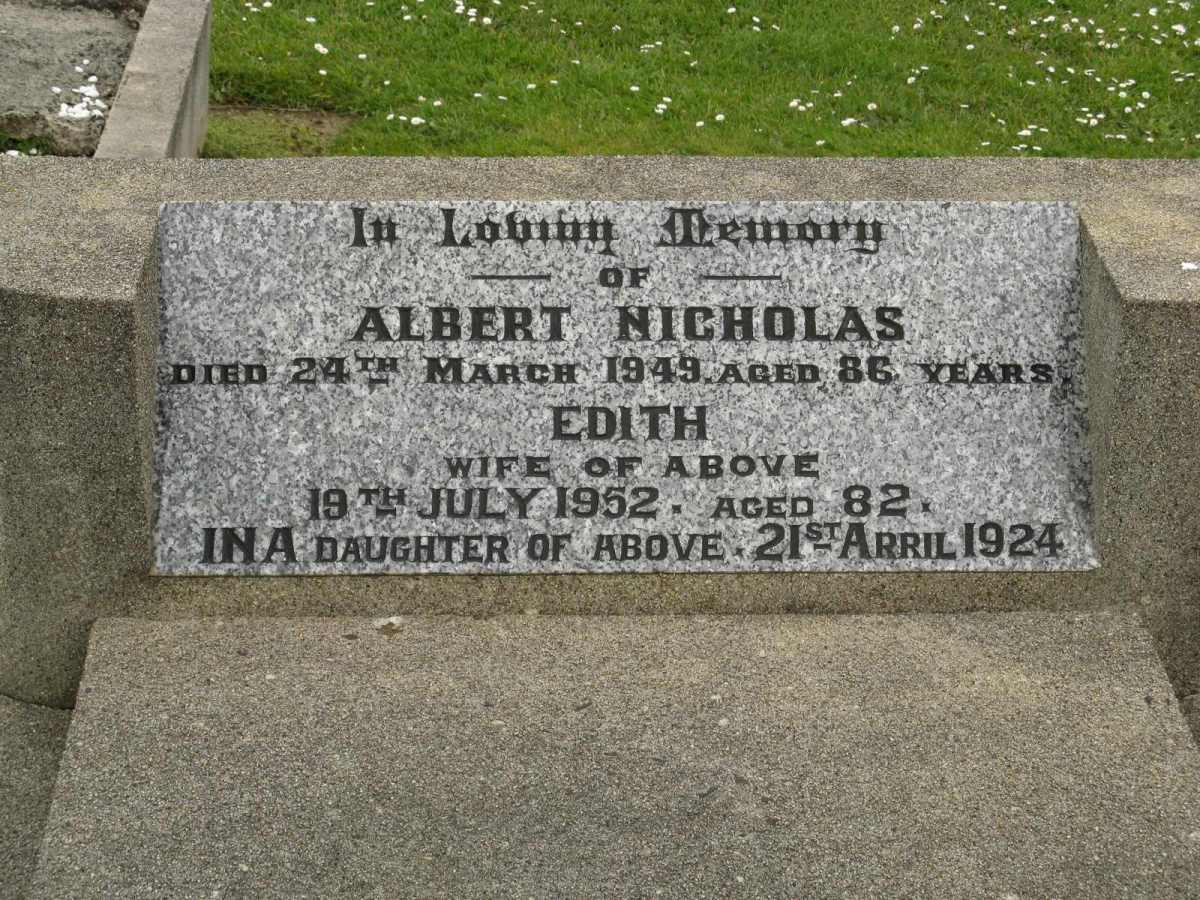 In Loving Memory
OF
ALBERT NICHOLAS
DIED 24TH MARCH 1949. AGED 86 YEARS.
EDITH
WIFE OF ABOVE
19TH JULY 1952. AGED 82.
INA DAUGHTER OF ABOVE. 21ST APRIL 1924